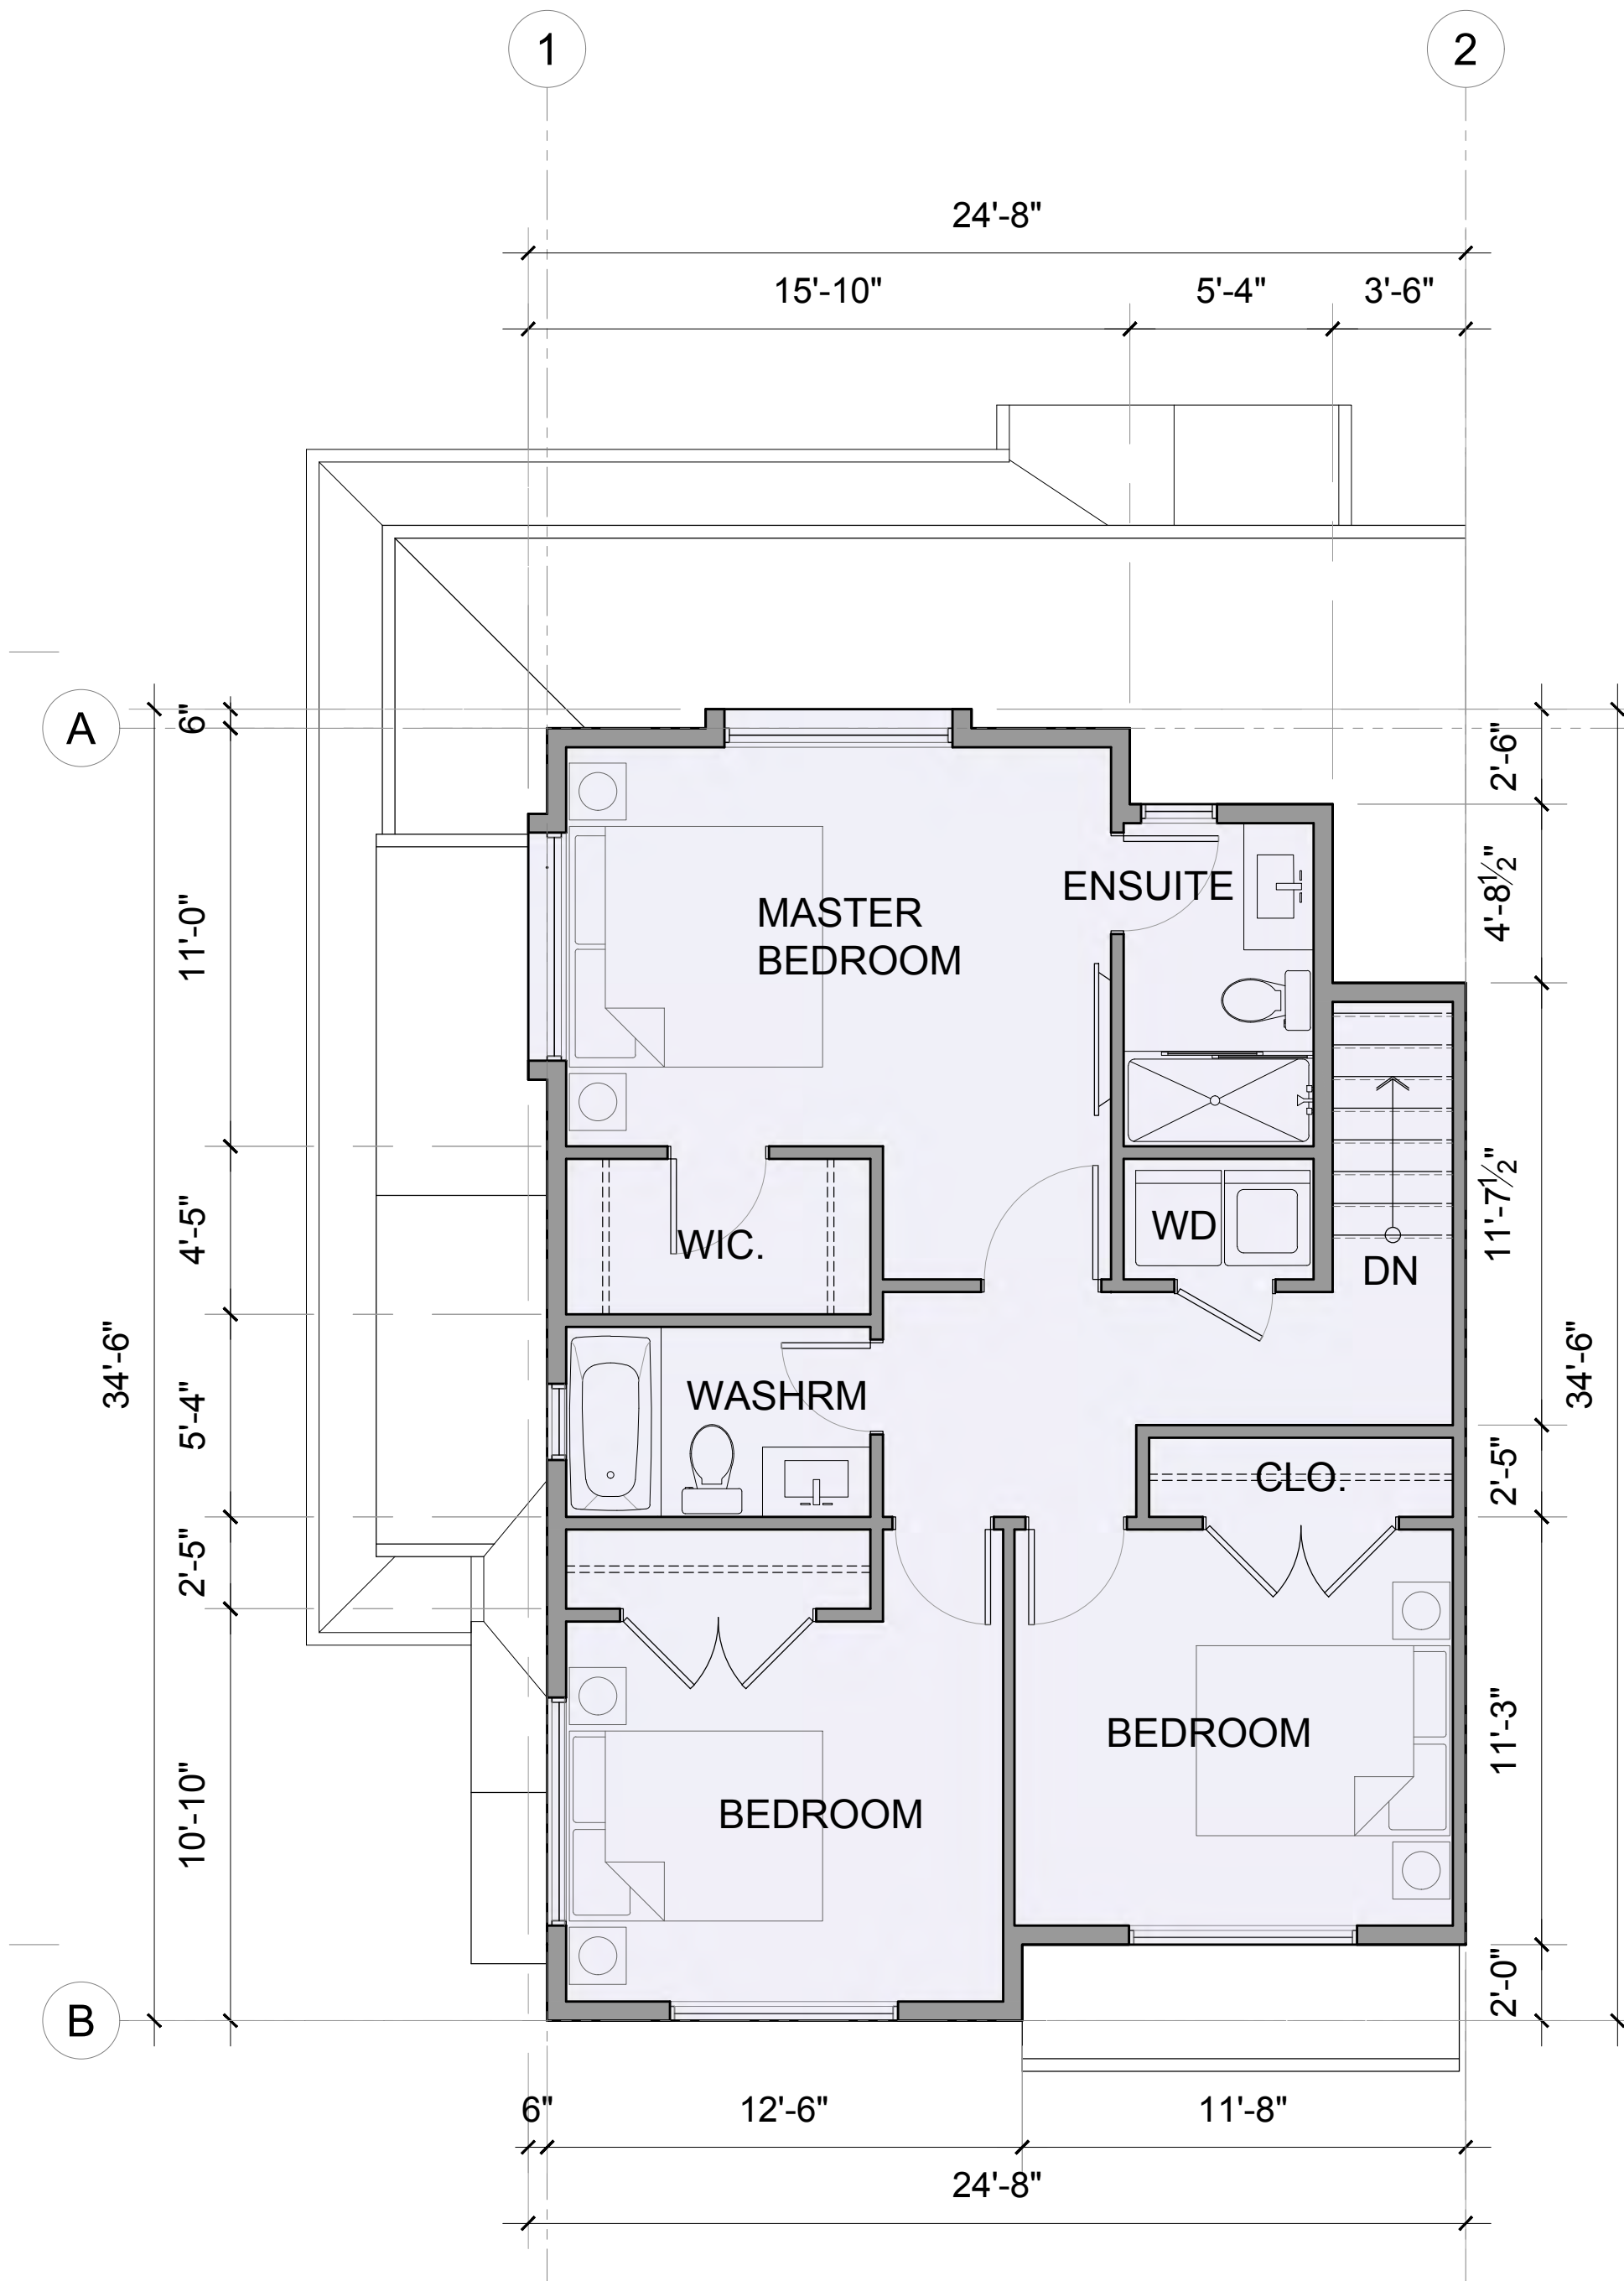 1
2
24'-8"
15'-10"
5'-4"
3'-6"
A
6"
2'-6"
11'-0"
4'-8½"
MASTER
BEDROOM
ENSUITE
4'-5"
WIC.
WD
DN
11'-7½"
34'-6"
5'-4"
WASHRM
34'-6"
2'-5"
CLO.
2'-5"
10'-10"
BEDROOM
BEDROOM
11'-3"
B
2'-0"
6"
12'-6"
11'-8"
24'-8"